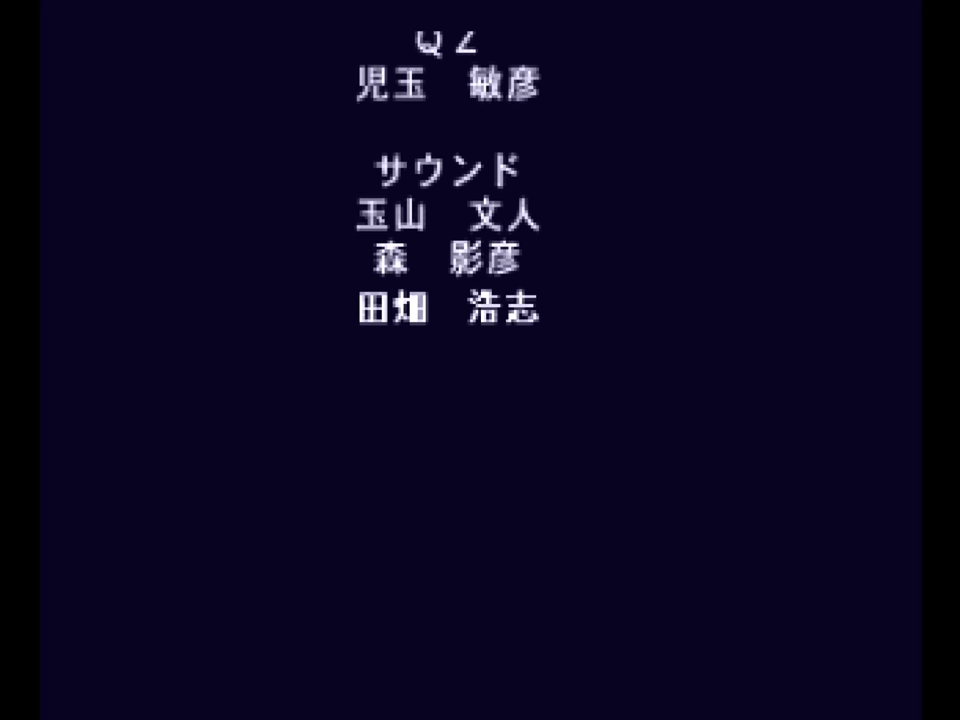 児玉　敏彦
サウンド
玉山　文人
森　影彦
田畑　浩志